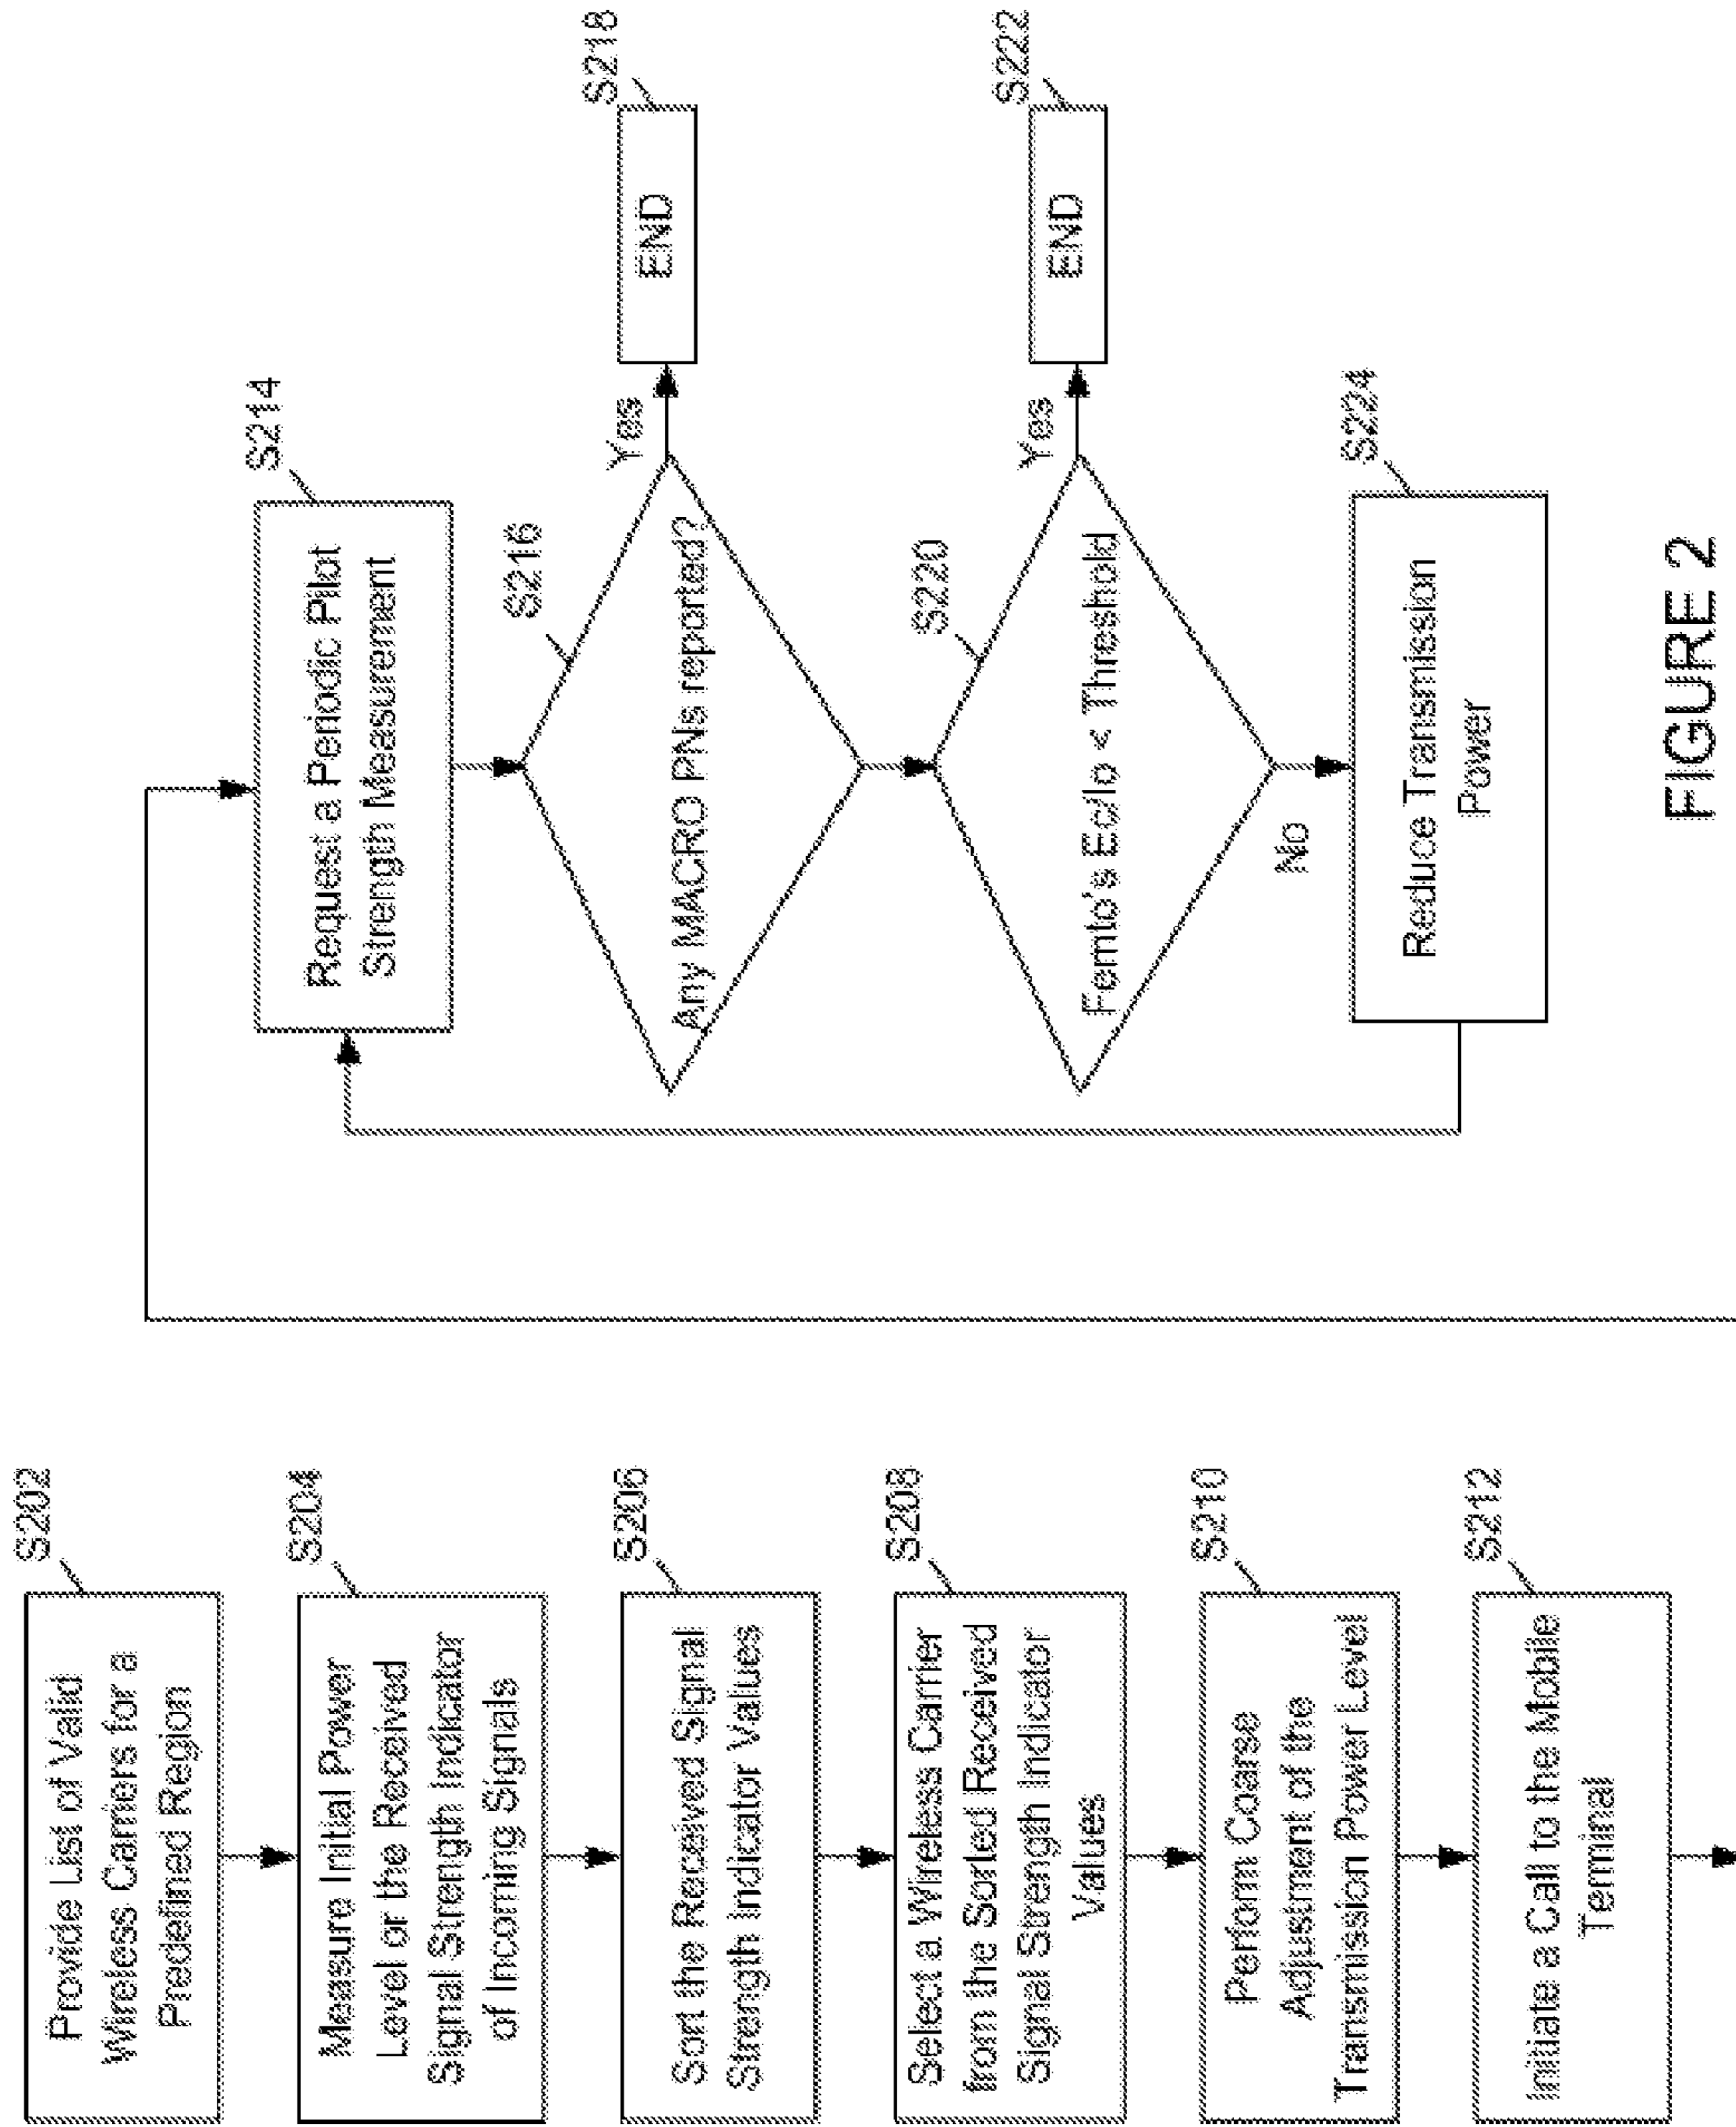 S202
Provide List of Valid
Wireless Carriers for a
Predefined Region
S204
Measure Initial Power
Level or the Received
Signal Strength Indicator
of Incoming Signals
S206
Sort the Received Signal
Strength Indicator Values
S208
Select a Wireless Carrier
from the Sorted Received
Signal Strength Indicator
Values
S210
Perform Coarse
Adjustment of the
Transmission Power Level
S212
Initiate a Call to the Mobile
Terminal
S214
Request a Periodic Pilot
Strength Measurement
S216
Any MACRO PNs reported?
Yes
S218
END
S220
Femto's Ec/Io < Threshold
Yes
S222
END
No
S224
Reduce Transmission
Power
FIGURE 2